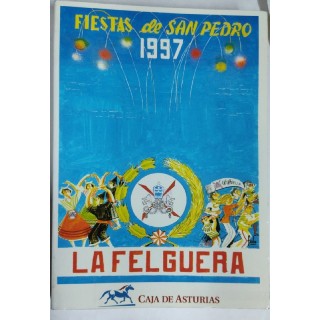 FIESTAS de SAN PEDRO
1997
LA FELGUERA
CAJA DE ASTURIAS